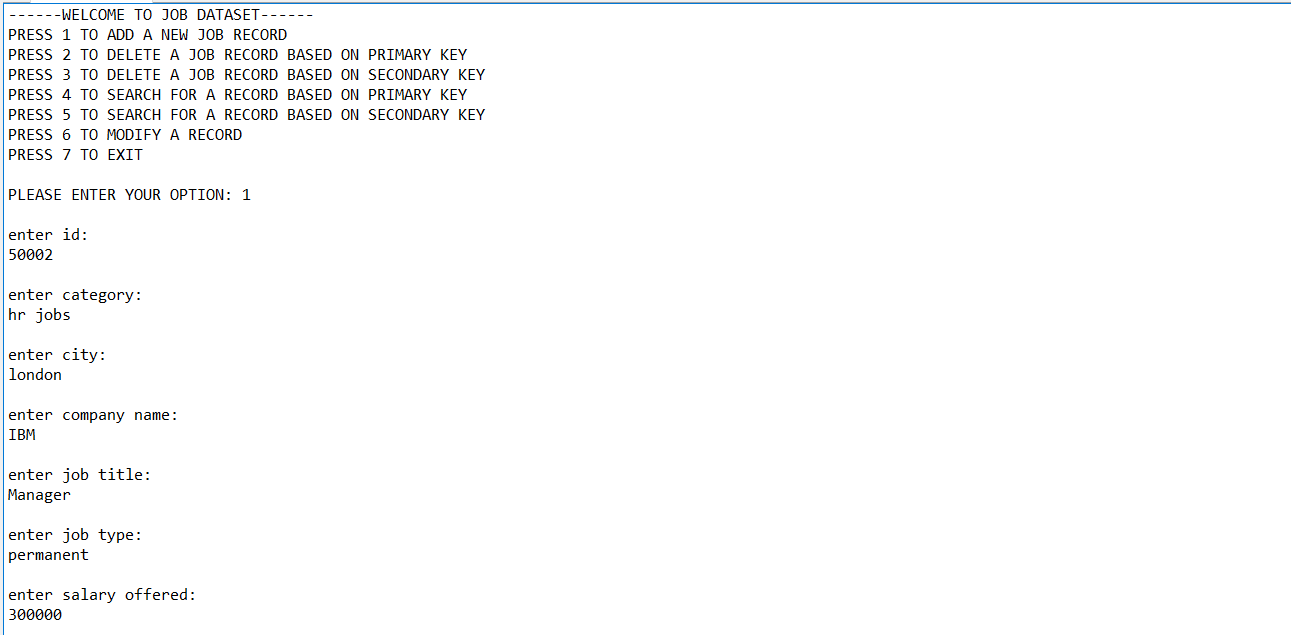 ------WELCOME TO JOB DATASET------
PRESS 1 TO ADD A NEW JOB RECORD
PRESS 2 TO DELETE A JOB RECORD BASED ON PRIMARY KEY
PRESS 3 TO DELETE A JOB RECORD BASED ON SECONDARY KEY
PRESS 4 TO SEARCH FOR A RECORD BASED ON PRIMARY KEY
PRESS 5 TO SEARCH FOR A RECORD BASED ON SECONDARY KEY
PRESS 6 TO MODIFY A RECORD
PRESS 7 TO EXIT
PLEASE ENTER YOUR OPTION: 1
enter id:
50002
enter category:
hr jobs
enter city:
london
enter company name:
IBM
enter job title:
Manager
enter job type:
permanent
enter salary offered:
300000